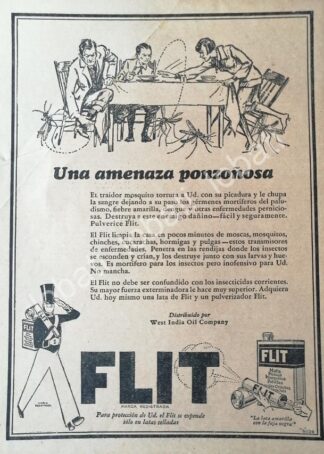 Una amenaza ponzoñosa
El traidor mosquito tortura a Ud. con su picadura y le chupa
la sangre dejando a su paso los gérmenes mortíferos del palu-
dismo, fiebre amarilla, dengue y otras enfermedades pernicio-
sas. Destruya este enemigo dañino—fácil y seguramente.
Pulverice Flit.
El Flit limpia la casa en pocos minutos de moscas, mosquitos,
chinches, cucarachas, hormigas y pulgas—estos transmisores
de enfermedades. Penetra en las rendijas donde los insectos
se esconden y crían, y los destruye junto con sus larvas y hue-
vos. Es mortífero para los insectos pero inofensivo para Ud.
No mancha.
El Flit no debe ser confundido con los insecticidas corrientes.
Su mayor fuerza exterminadora le hace muy superior. Adquiera
Ud. hoy mismo una lata de Flit y un pulverizador Flit.
Distribuido por
West India Oil Company
FLIT
MARCA REGISTRADA
Para protección de Ud. el Flit se expende
sólo en latas selladas
FLIT
Mata
Moscas
Mosquitos
Polillas
"La lata amarilla
con la faja negra"